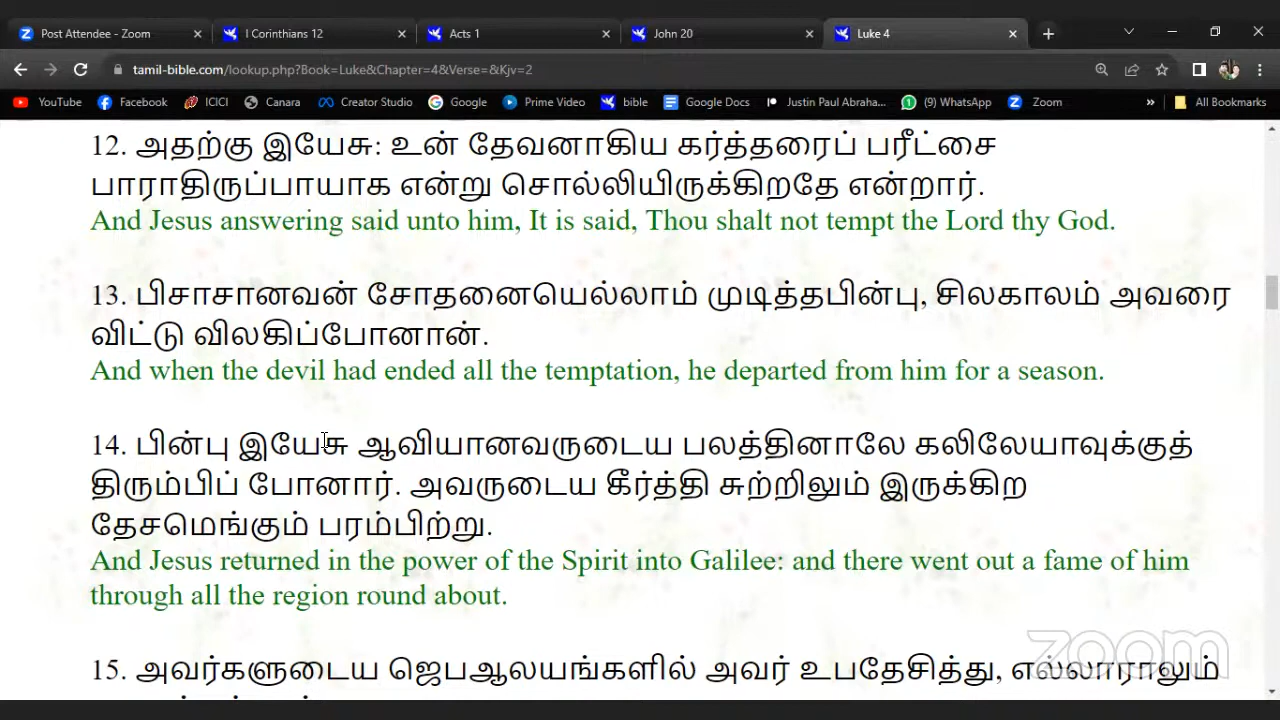 Post Attendee - Zoom
I Corinthians 12
Acts 1
John 20
Luke 4
tamil-bible.com/lookup.php?Book=Luke&Chapter=4&Verse=&Kjv=2
YouTube
Facebook
ICICI
Canara
Creator Studio
Google
Prime Video
bible
Google Docs
Justin Paul Abraha...
(9) WhatsApp
Zoom
»
All Bookmarks
12. அதற்கு இயேசு: உன் தேவனாகிய கர்த்தரைப் பரீட்சை
பாராதிருப்பாயாக என்று சொல்லியிருக்கிறதே என்றார்.
And Jesus answering said unto him, It is said, Thou shalt not tempt the Lord thy God.
13. பிசாசானவன் சோதனையெல்லாம் முடித்தபின்பு, சிலகாலம் அவரை
விட்டு விலகிப்போனான்.
And when the devil had ended all the temptation, he departed from him for a season.
14. பின்பு இயேசு ஆவியானவருடைய பலத்தினாலே கலிலேயாவுக்குத்
திரும்பிப் போனார். அவருடைய கீர்த்தி சுற்றிலும் இருக்கிற
தேசமெங்கும் பரம்பிற்று.
And Jesus returned in the power of the Spirit into Galilee: and there went out a fame of him
through all the region round about.
15. அவர்களுடைய ஜெபஆலயங்களில் அவர் உபதேசித்து, எல்லாராலும்
zoom